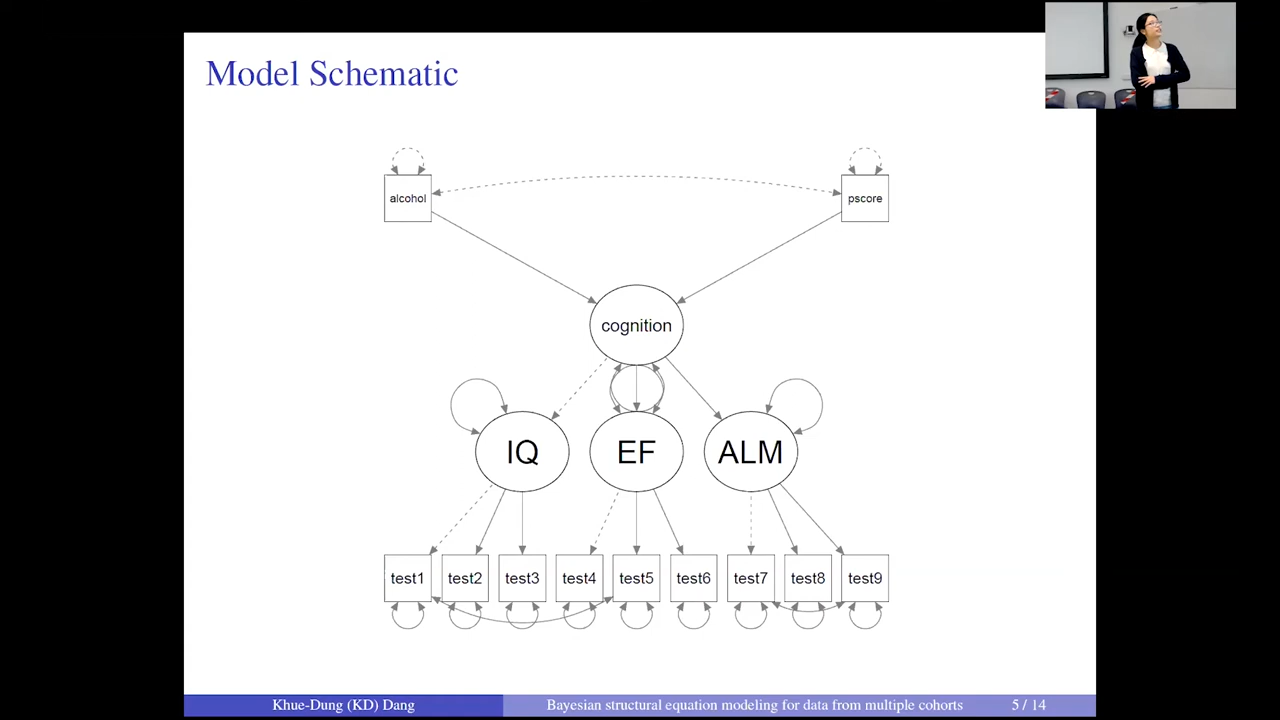 Model Schematic
alcohol
pscore
cognition
IQ
EF
ALM
test1
test2
test3
test4
test5
test6
test7
test8
test9
Khue-Dung (KD) Dang
Bayesian structural equation modeling for data from multiple cohorts
5 / 14